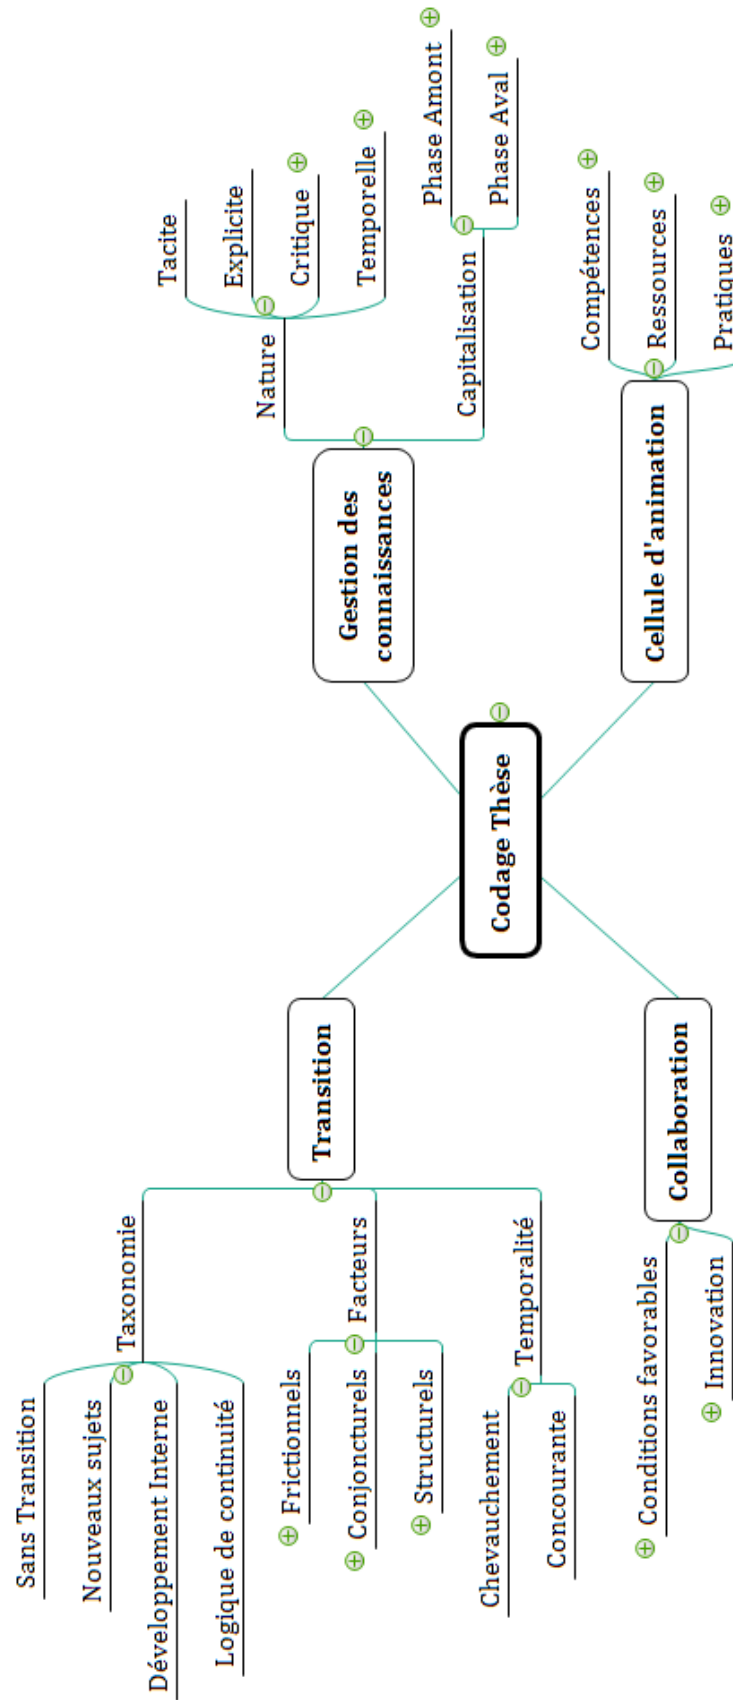 Codage Thèse
Transition
Taxonomie
Sans Transition
Nouveaux sujets
Développement Interne
Logique de continuité
Facteurs
Frictionnels
Conjoncturels
Structurels
Temporalité
Chevauchement
Concourante
Collaboration
Conditions favorables
Innovation
Gestion des
connaissances
Nature
Tacite
Explicite
Critique
Temporelle
Capitalisation
Phase Amont
Phase Aval
Cellule d'animation
Compétences
Ressources
Pratiques